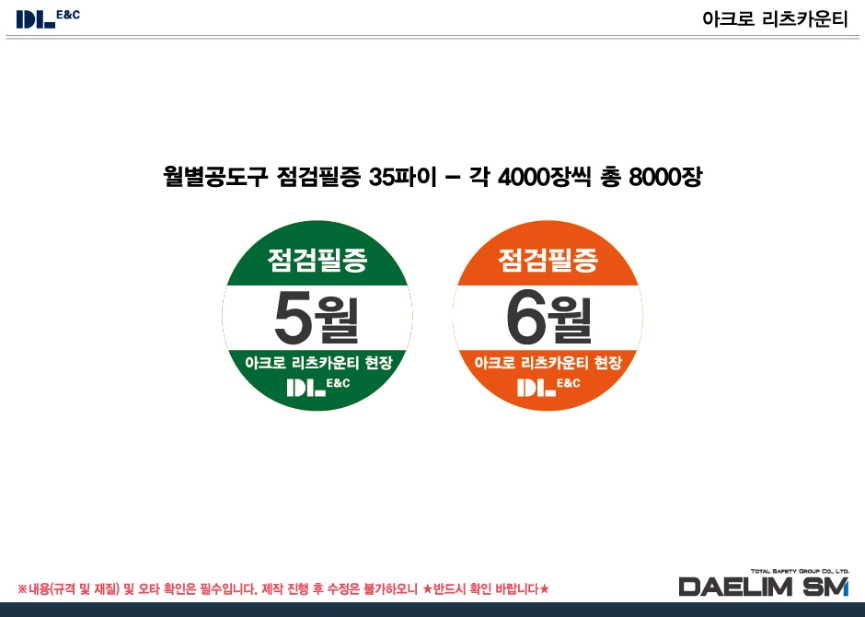 DL E&C
아크로 리츠카운티
월별공도구 점검필증 35파이 – 각 4000장씩 총 8000장
점검필증
5월
아크로 리츠카운티 현장
DL E&C
점검필증
6월
아크로 리츠카운티 현장
DL E&C
※내용(규격 및 재질) 및 오타 확인은 필수입니다. 제작 진행 후 수정은 불가하오니 ★반드시 확인 바랍니다★
TOTAL SAFETY GROUP CO., LTD.
DAELIM SM